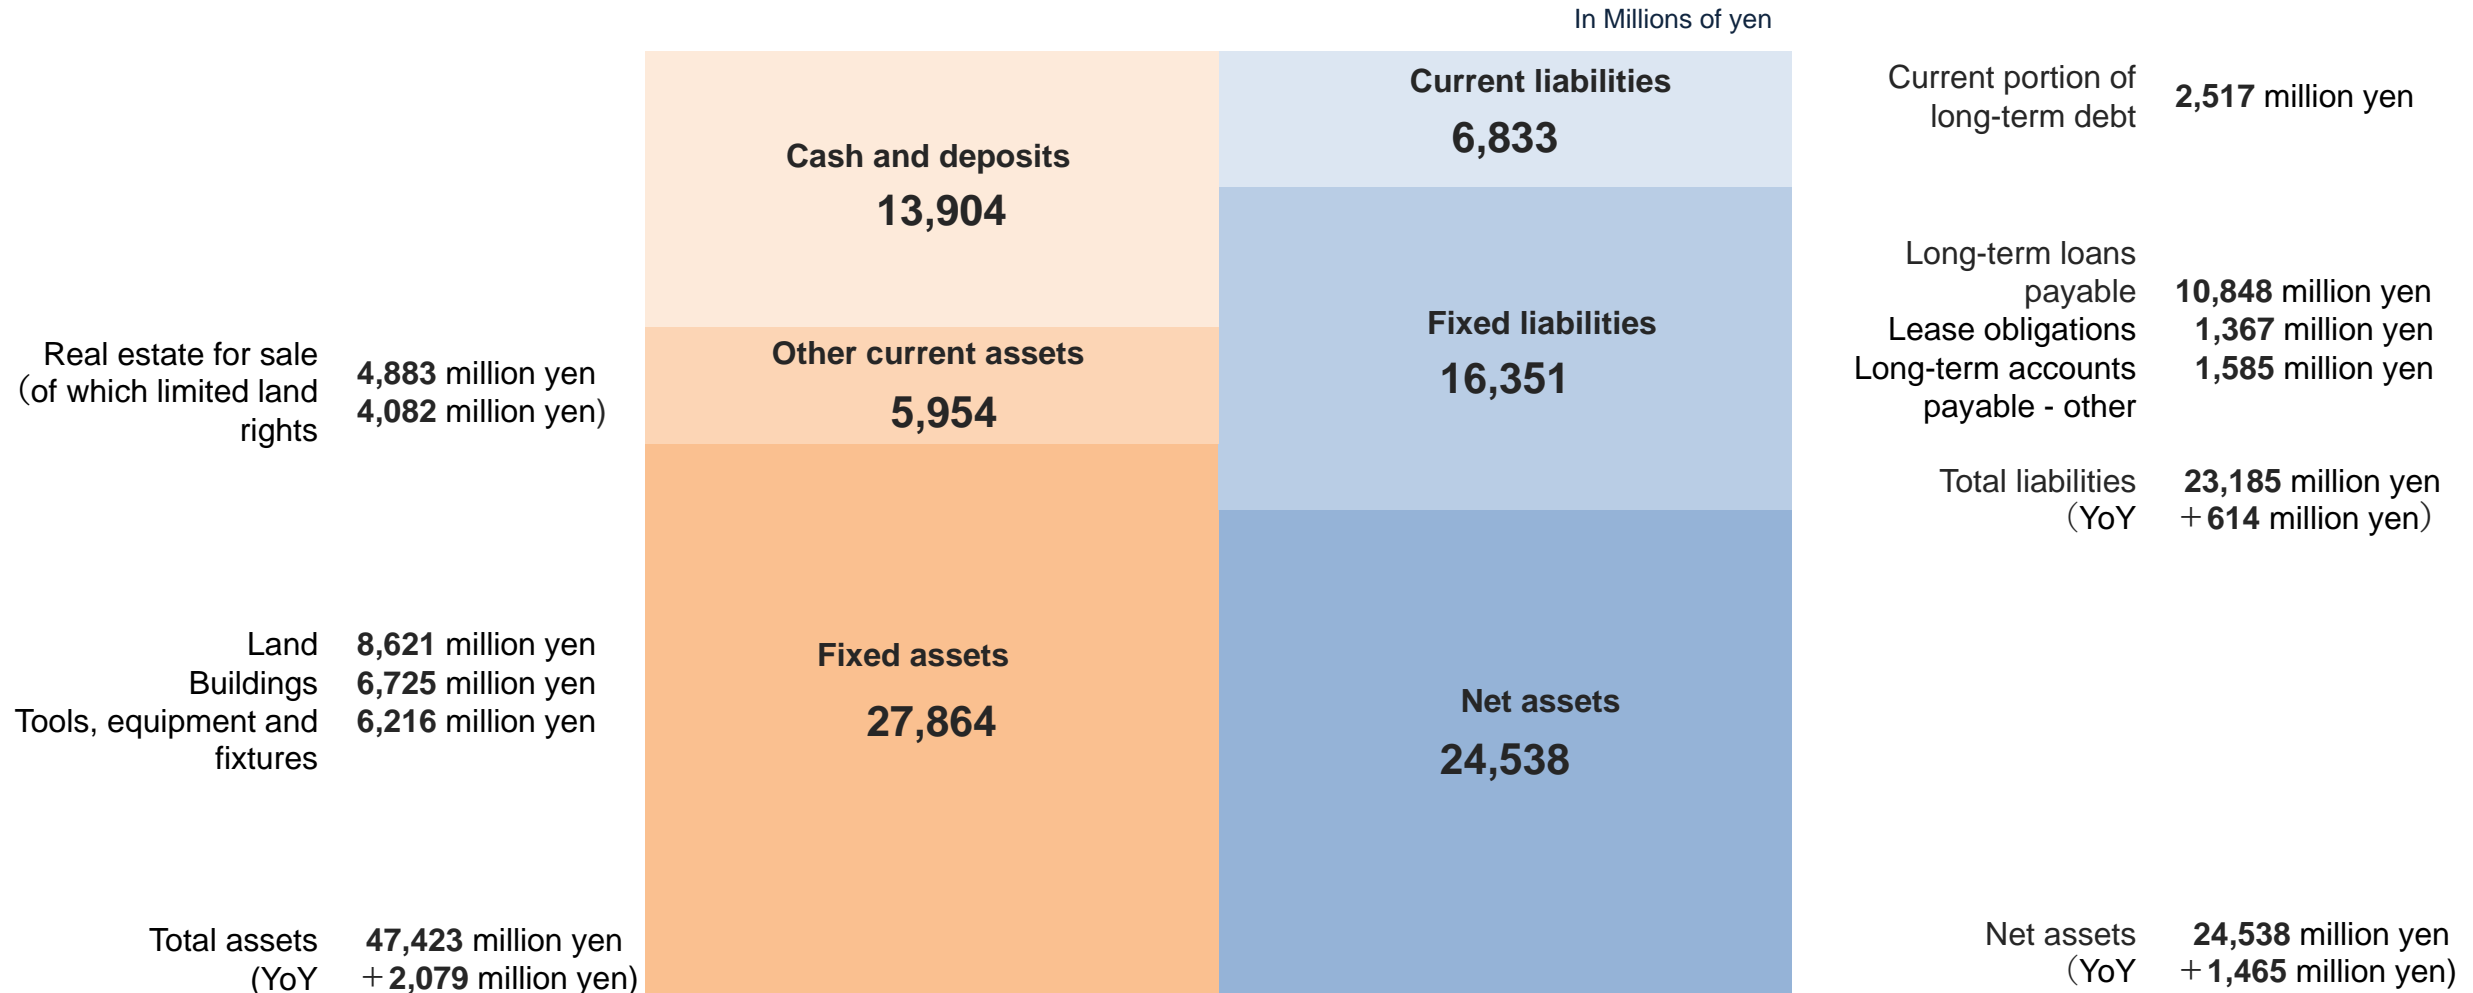 In Millions of yen
Real estate for sale
（of which limited land
rights
4,883 million yen
4,082 million yen)
Land
Buildings
Tools, equipment and
fixtures
8,621 million yen
6,725 million yen
6,216 million yen
Total assets
(YoY
47,423 million yen
＋2,079 million yen)
Cash and deposits
13,904
Other current assets
5,954
Fixed assets
27,864
Current liabilities
6,833
Fixed liabilities
16,351
Net assets
24,538
Current portion of
long-term debt
2,517 million yen
Long-term loans
payable
Lease obligations
Long-term accounts
payable - other
10,848 million yen
1,367 million yen
1,585 million yen
Total liabilities
（YoY
23,185 million yen
＋614 million yen）
Net assets
（YoY
24,538 million yen
＋1,465 million yen)